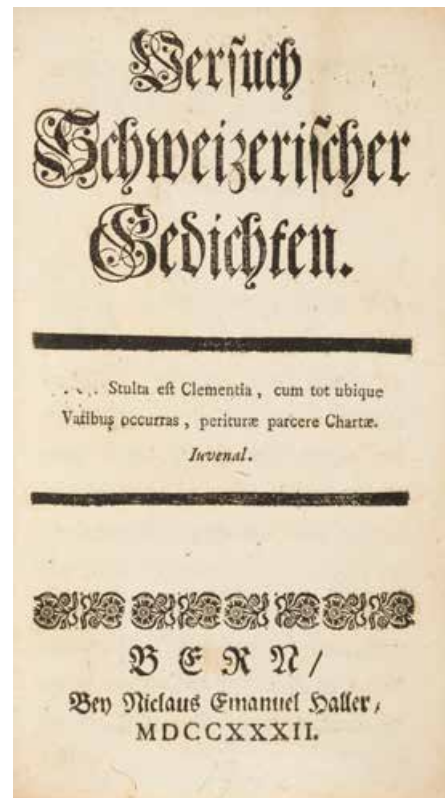 Versuch
Schweizerischer
Gedichten.
. . . Stulta est Clementia, cum tot ubique
Vatibus occurras, perituræ parcere Chartæ.
Iuvenal.
BERN/
Bey Niclaus Emanuel Haller,
MDCCXXXII.